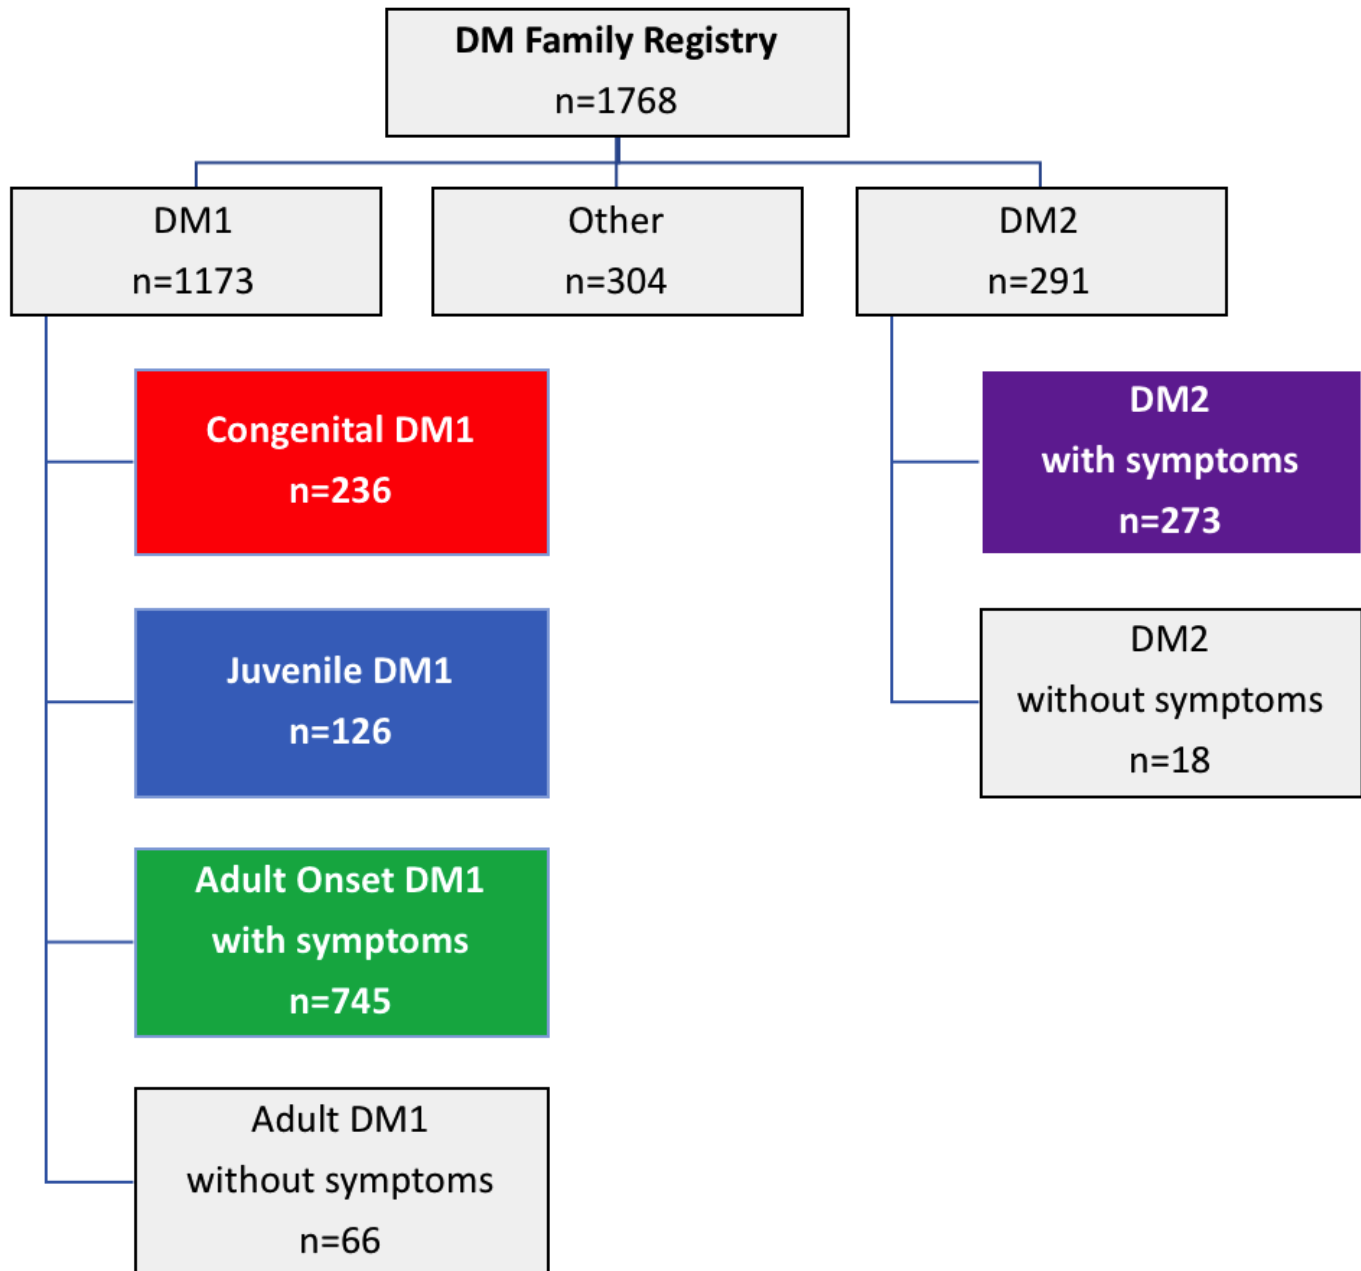 DM Family Registry
n=1768
DM1
n=1173
Other
n=304
DM2
n=291
Congenital DM1
n=236
Juvenile DM1
n=126
Adult Onset DM1
with symptoms
n=745
Adult DM1
without symptoms
n=66
DM2
with symptoms
n=273
DM2
without symptoms
n=18